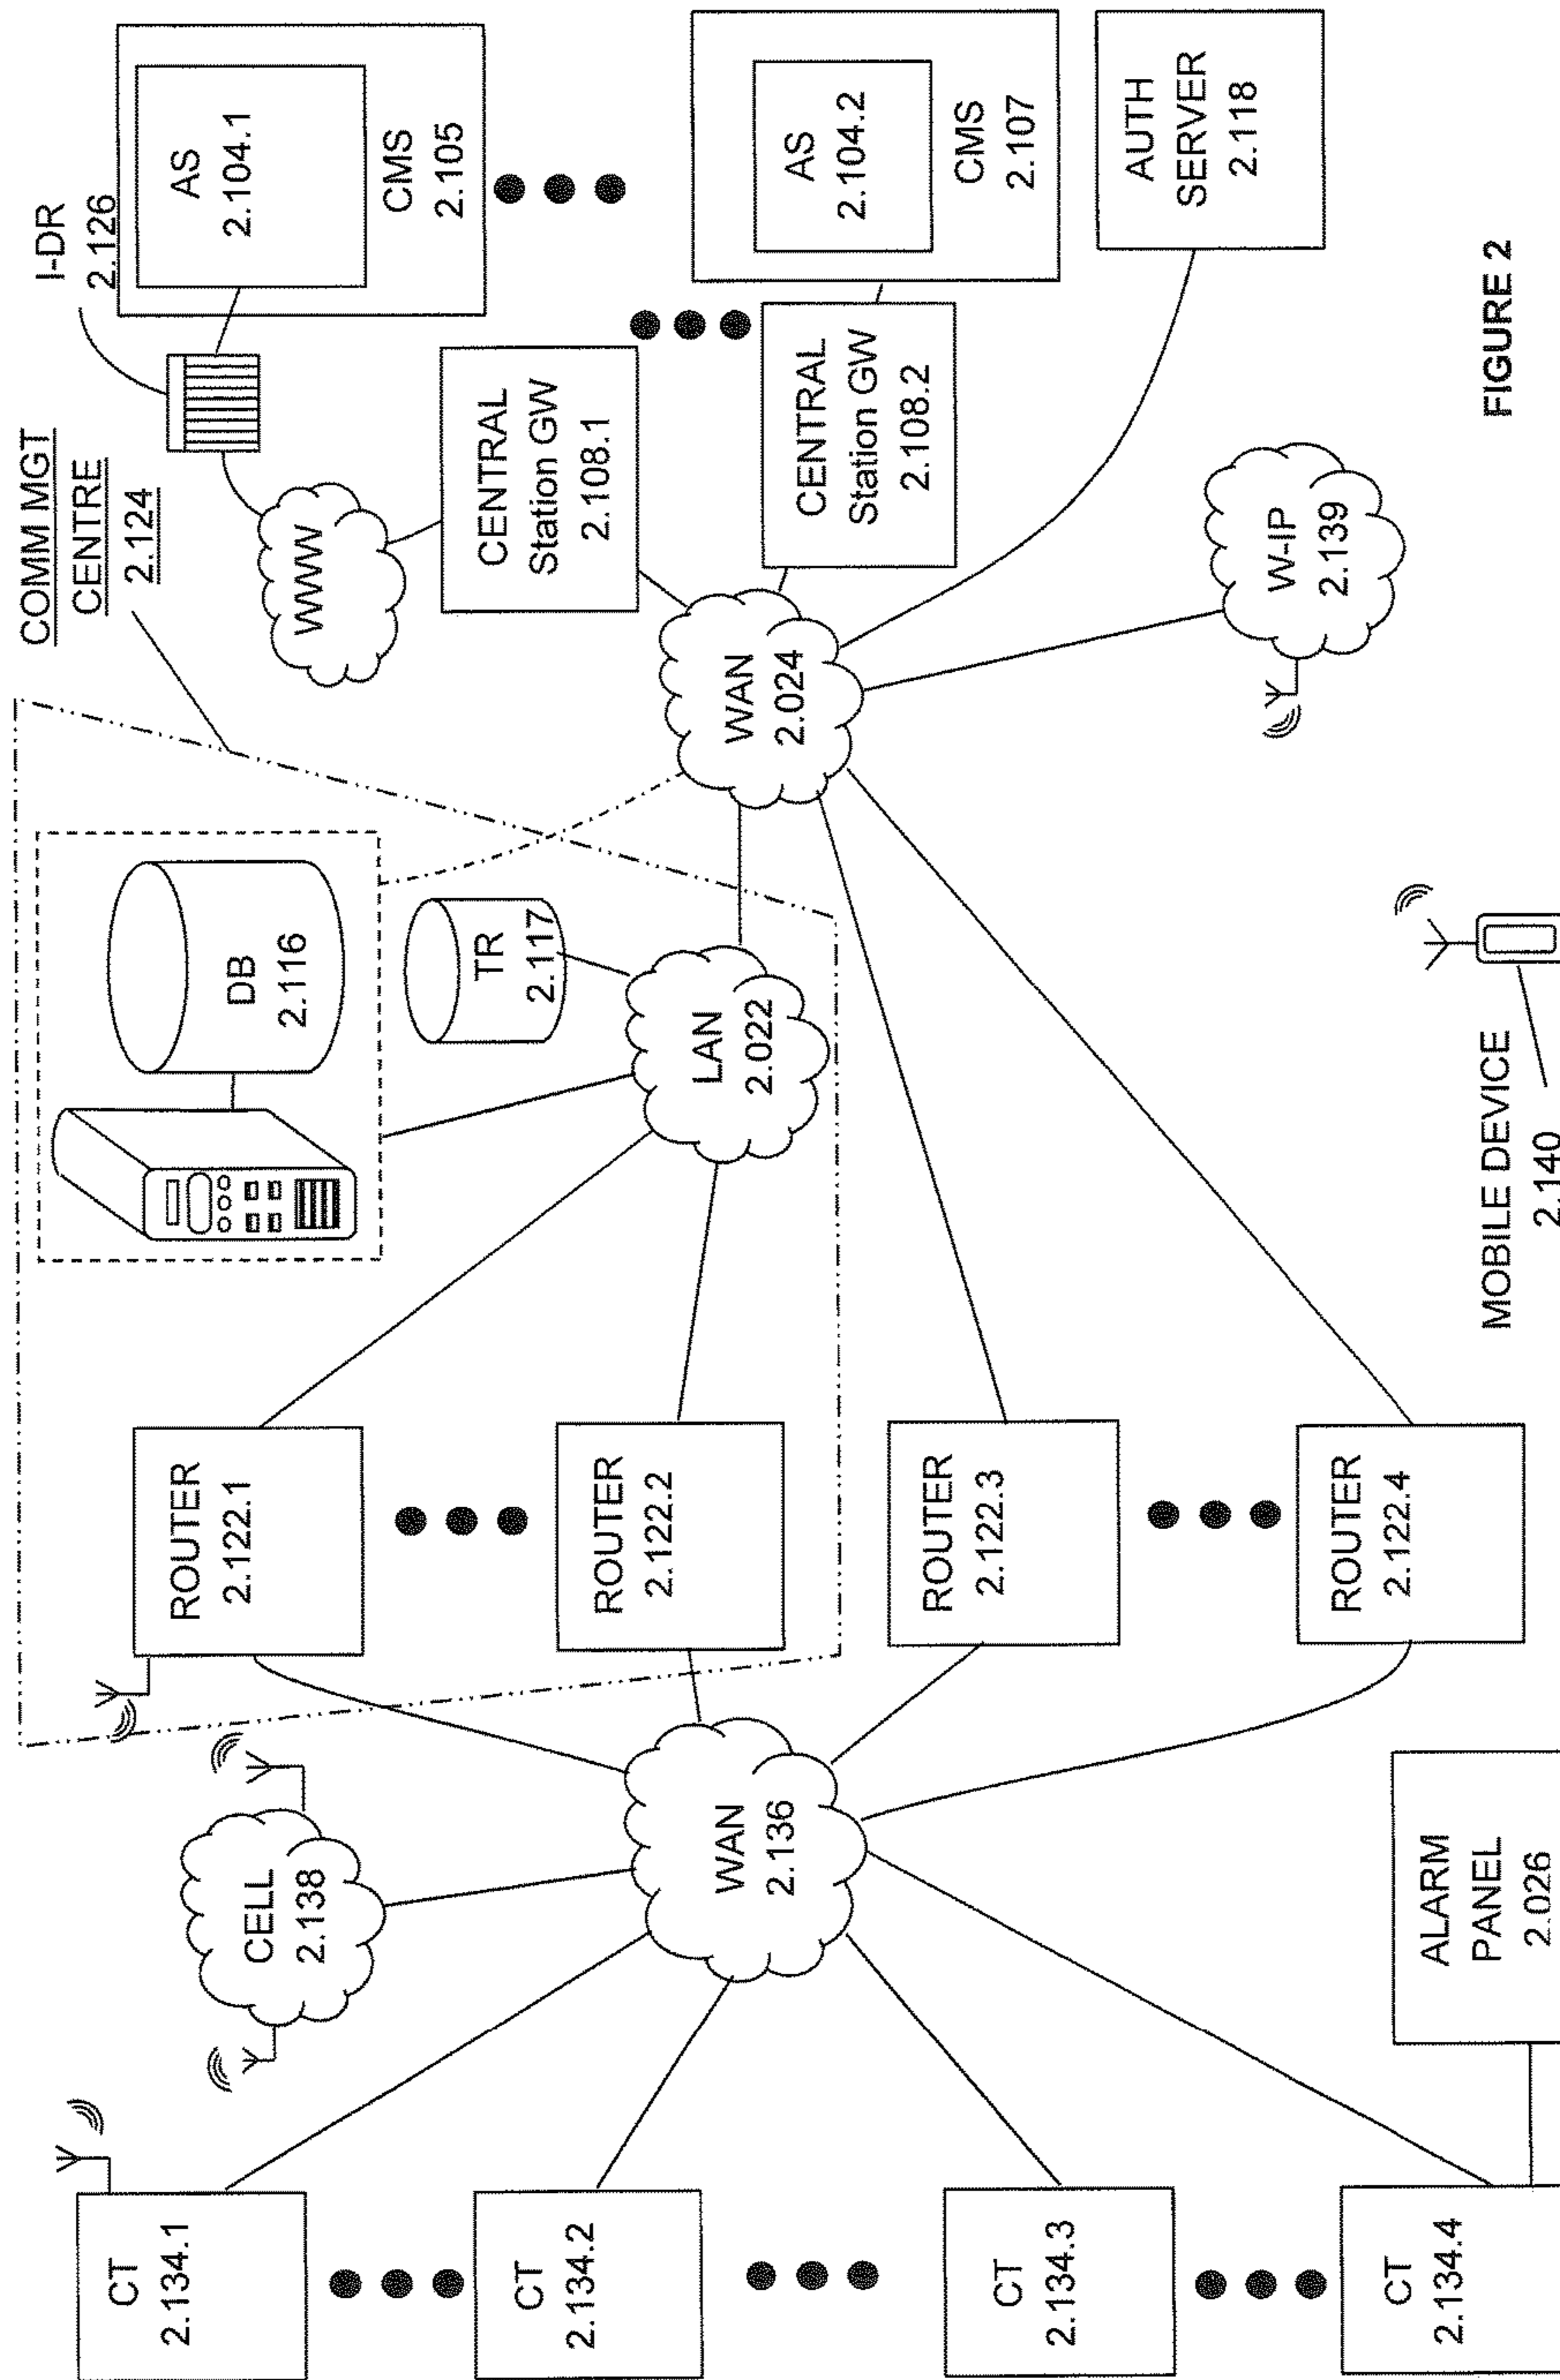 COMM MGT
CENTRE
2.124
I-DR
2.126
AS
2.104.1
CMS
2.105
WWW
CENTRAL
Station GW
2.108.1
AS
2.104.2
CMS
2.107
CENTRAL
Station GW
2.108.2
AUTH
SERVER
2.118
DB
2.116
TR
2.117
LAN
2.022
WAN
2.024
W-IP
2.139
ROUTER
2.122.1
ROUTER
2.122.2
ROUTER
2.122.3
ROUTER
2.122.4
CELL
2.138
WAN
2.136
CT
2.134.1
CT
2.134.2
CT
2.134.3
CT
2.134.4
ALARM
PANEL
2.026
MOBILE DEVICE
2.140
FIGURE 2